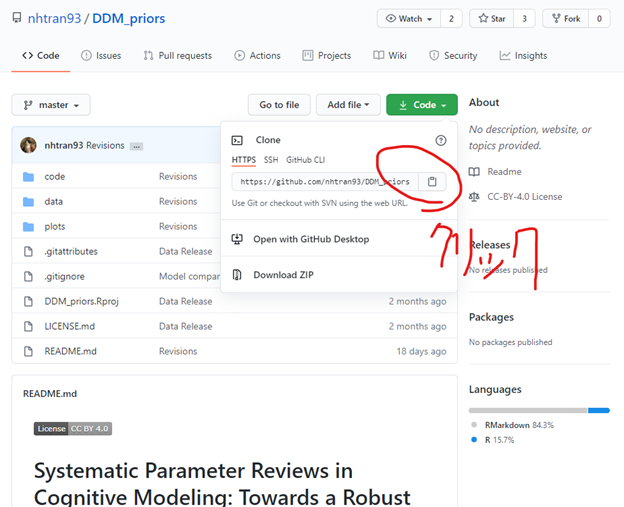 nhtran93 / DDM_priors
Watch 2 Star 3 Fork 0
Code Issues Pull requests Actions Projects Wiki Security Insights
master Go to file Add file Code
nhtran93 Revisions ...
code Revisions
data Revisions
plots Revisions
.gitattributes Data Release
.gitignore Model compar
DDM_priors.Rproj Data Release 2 months ago
LICENSE.md Data Release 2 months ago
README.md Revisions 18 days ago
Clone
HTTPS SSH GitHub CLI
https://github.com/nhtran93/DDM_priors
Use Git or checkout with SVN using the web URL.
Open with GitHub Desktop
Download ZIP
クリック
About
No description, website, or
topics provided.
Readme
CC-BY-4.0 License
Releases
No releases published
Packages
No packages published
Languages
RMarkdown 84.3%
R 15.7%
README.md
License CC BY 4.0
Systematic Parameter Reviews in
Cognitive Modeling: Towards a Robust